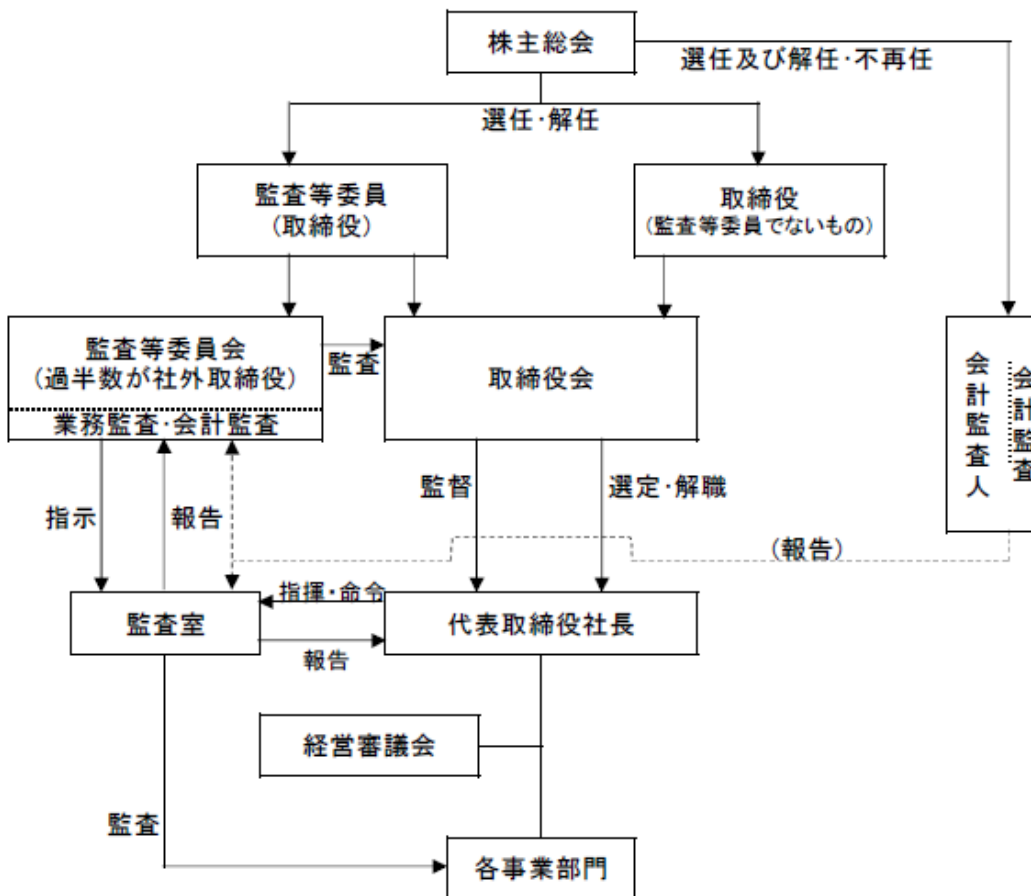 株主総会
選任及び解任・不再任
選任・解任
監査等委員
(取締役)
取締役
(監査等委員でないもの)
監査等委員会
(過半数が社外取締役)
業務監査・会計監査
監査
取締役会
会計監査人
会計監査
指示
報告
監督
選定・解職
(報告)
監査室
指揮・命令
報告
代表取締役社長
経営審議会
監査
各事業部門